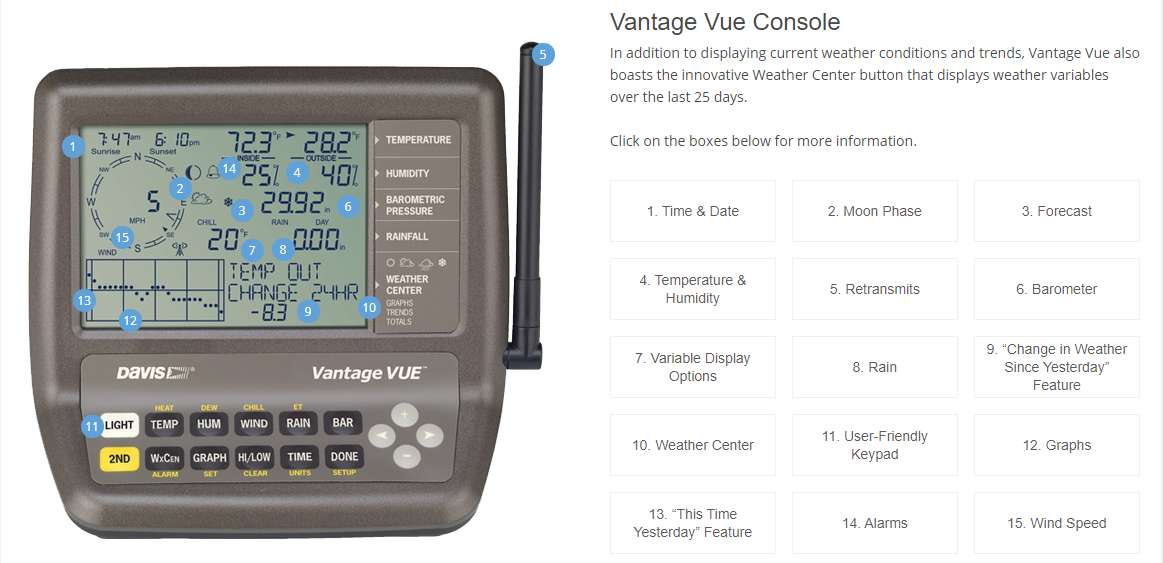 Vantage Vue Console
In addition to displaying current weather conditions and trends, Vantage Vue also
boasts the innovative Weather Center button that displays weather variables
over the last 25 days.
Click on the boxes below for more information.
1. Time & Date
2. Moon Phase
3. Forecast
4. Temperature &
Humidity
5. Retransmits
6. Barometer
7. Variable Display
Options
8. Rain
9. “Change in Weather
Since Yesterday”
Feature
10. Weather Center
11. User-Friendly
Keypad
12. Graphs
13. “This Time
Yesterday” Feature
14. Alarms
15. Wind Speed
5
1
7:47am 6:10pm
Sunrise Sunset
72.3°F 28.2°F
INSIDE OUTSIDE
14 25% 4 40%
2
3 29.92 in 6
N
NW NE
W E
SW SE
S
5
MPH
15
WIND
CHILL RAIN DAY
20°F 0.00 in
7 8
TEMP OUT
CHANGE 24HR
-8.3
9
10
13
12
TEMPERATURE
HUMIDITY
BAROMETRIC
PRESSURE
RAINFALL
WEATHER
CENTER
GRAPHS
TRENDS
TOTALS
DAVIS® Vantage VUE™
HEAT DEW CHILL ET
11 LIGHT TEMP HUM WIND RAIN BAR
+
-
2ND WxCEN GRAPH HI/LOW TIME DONE
ALARM SET CLEAR UNITS SETUP